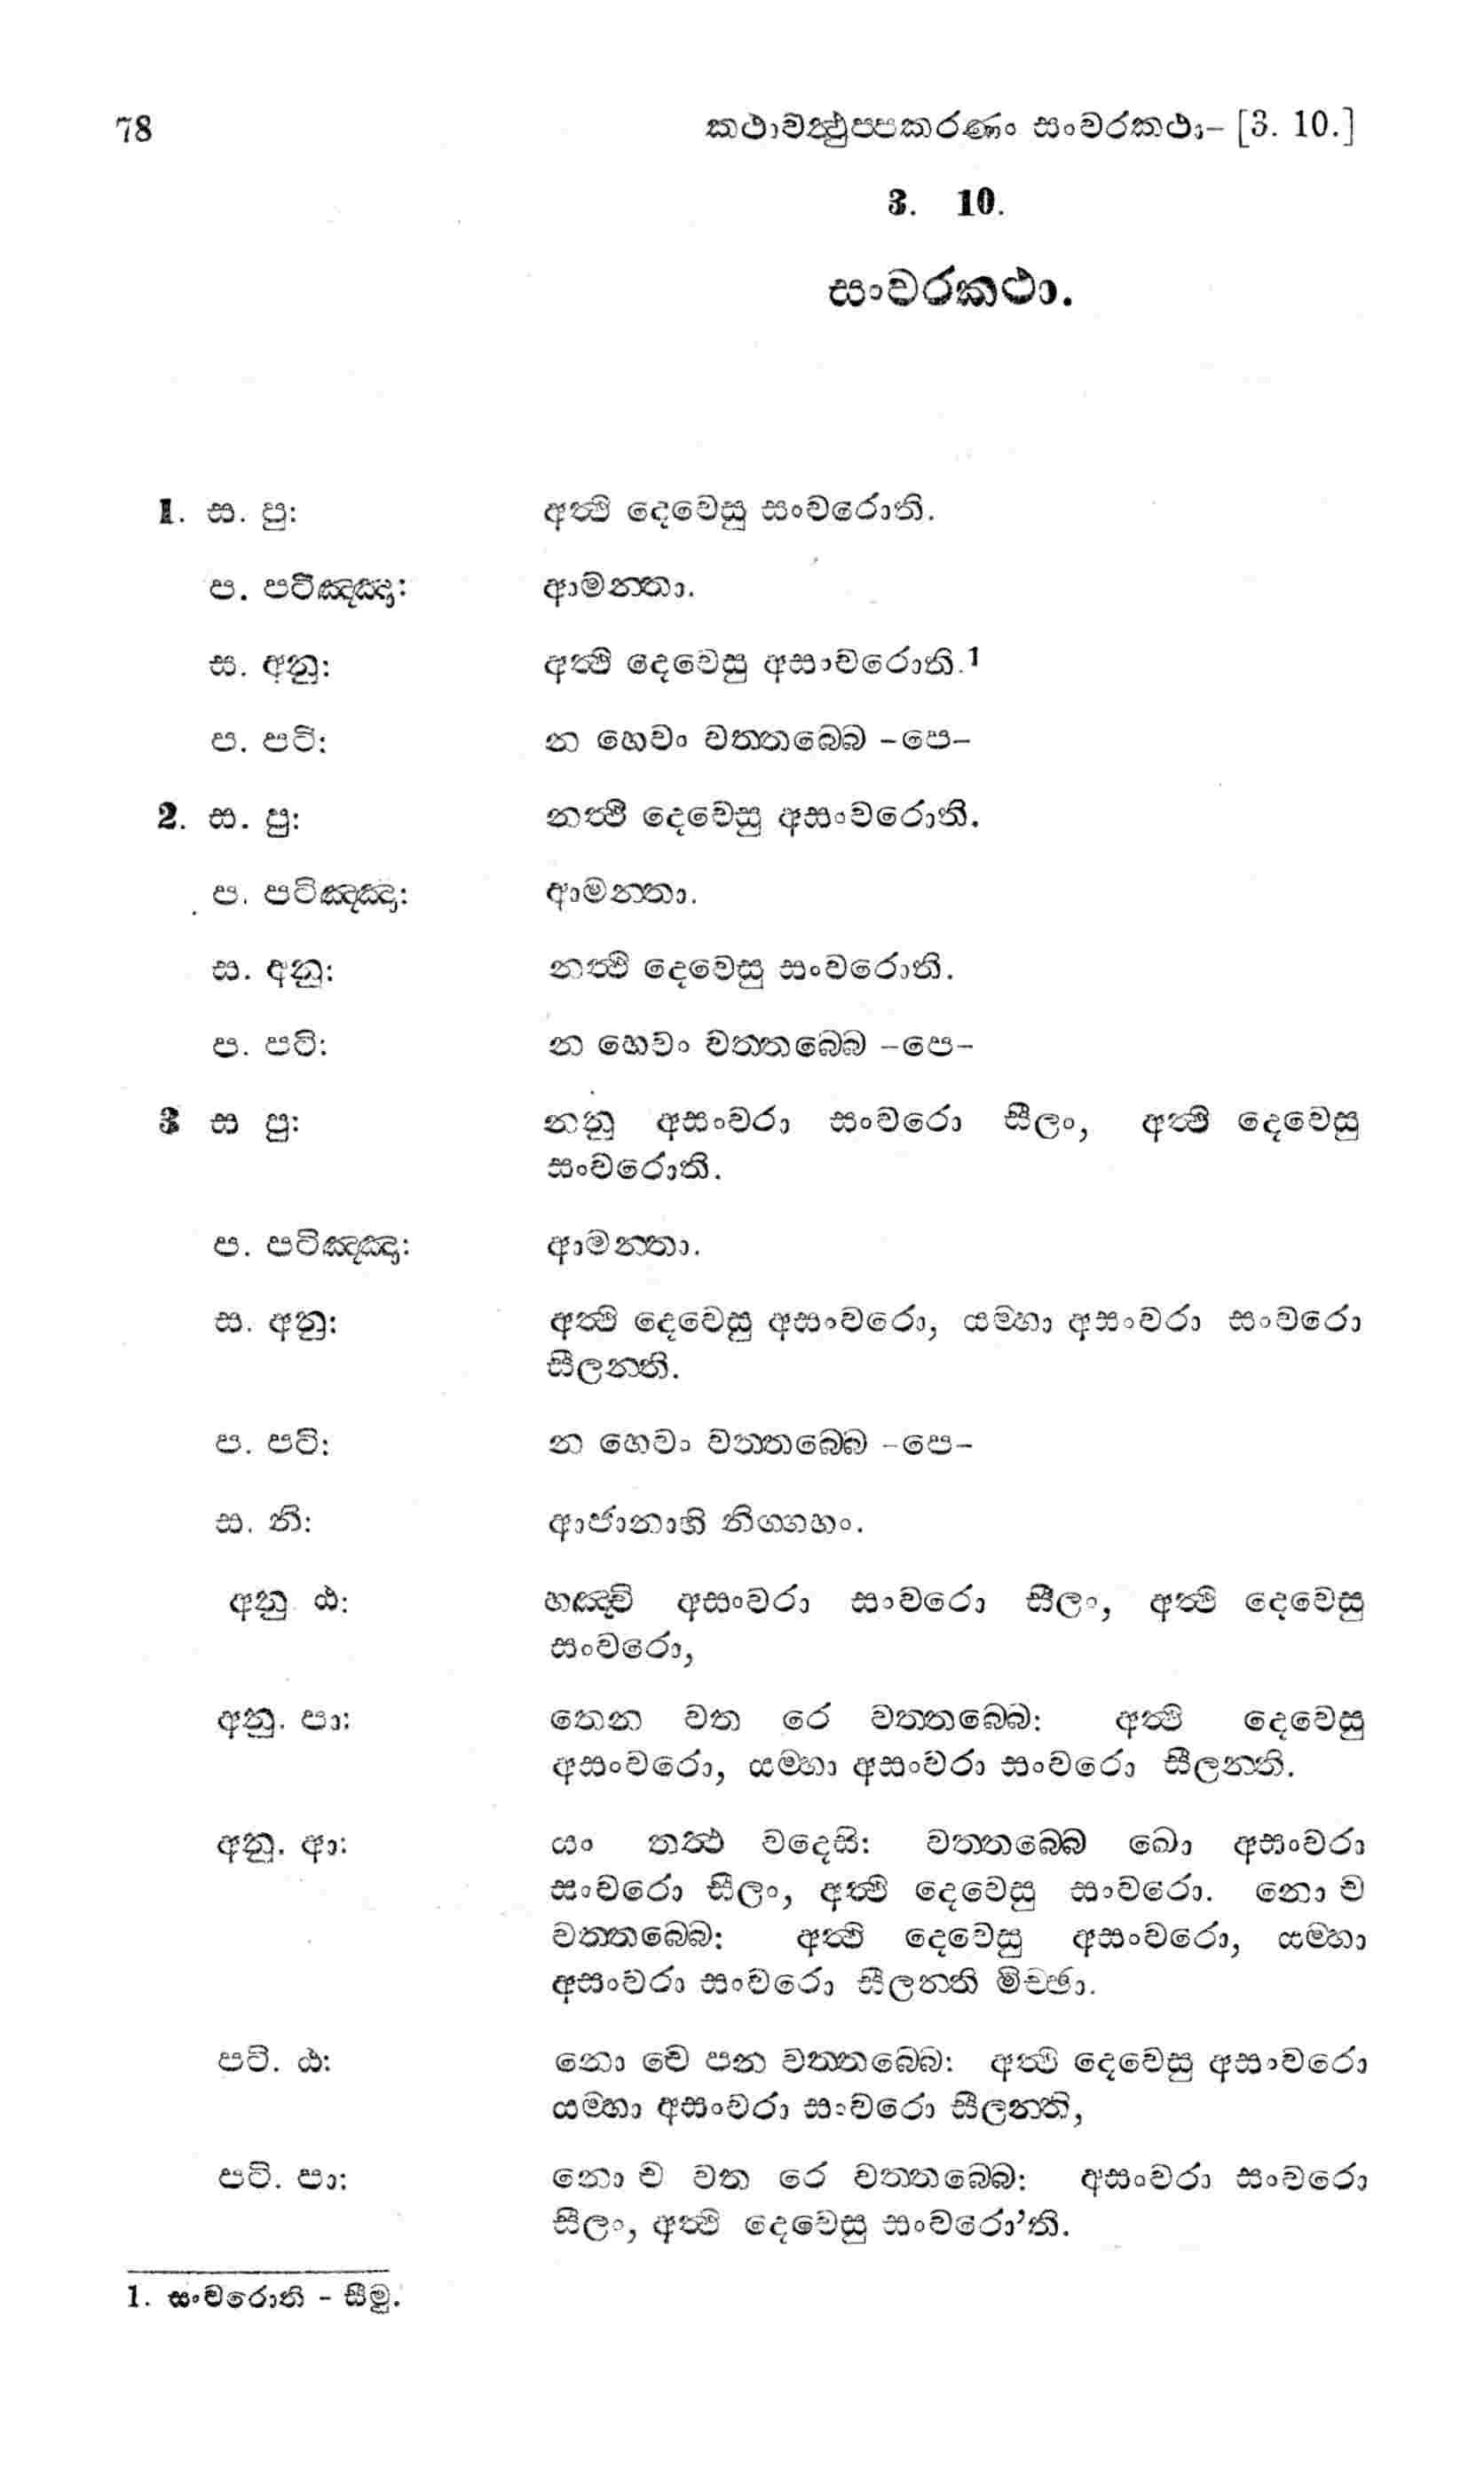 78 කථාවත්‍ථුප්පකරණං සංවරකථා– [3. 10.]
3. 10.
සංවරකථා.
1. ස. පු: අත්‍ථි දෙවෙසු සංවරොති.
ප. පටිඤ්ඤා: ආමන්තා.
ස. අනු: අත්‍ථි දෙවෙසු අසංවරොති.1
ප. පටි: න හෙවං වත්තබ්බෙ –පෙ–
2. ස. පු: නත්‍ථි දෙවෙසු අසංවරොති.
ප. පටිඤ්ඤා: ආමන්තා.
ස. අනු: නත්‍ථි දෙවෙසු සංවරොති.
ප. පටි: න හෙවං වත්තබ්බෙ –පෙ–
3 ස පු: නනු අසංවරා සංවරො සීලං, අත්‍ථි දෙවෙසු
සංවරොති.
ප. පටිඤ්ඤා: ආමන්තා.
ස. අනු: අත්‍ථි දෙවෙසු අසංවරො, යම්හා අසංවරා සංවරො
සීලන්ති.
ප. පටි: න හෙවං වත්තබ්බෙ –පෙ–
ස. නි: ආජානාහි නිග්ගහං.
අනු ඨ: හඤ්චි අසංවරා සංවරො සීලං, අත්‍ථි දෙවෙසු
සංවරො,
අනු. පා: තෙන වත රෙ වත්තබ්බෙ: අත්‍ථි දෙවෙසු
අසංවරො, යම්හා අසංවරා සංවරො සීලන්ති.
අනු. ආ: යං තත්‍ථ වදෙසි: වත්තබ්බෙ ඛො අසංවරා
සංවරො සීලං, අත්‍ථි දෙවෙසු සංවරො. නො ච
වත්තබ්බෙ: අත්‍ථි දෙවෙසු අසංවරො, යම්හා
අසංවරා සංවරො සීලන්ති මිච්ඡා.
පටි. ඨ: නො චෙ පන වත්තබ්බෙ: අත්‍ථි දෙවෙසු අසංවරො
යම්හා අසංවරා සංවරො සීලන්ති,
පටි. පා: නො ච වත රෙ වත්තබ්බෙ: අසංවරා සංවරො
සීලං, අත්‍ථි දෙවෙසු සංවරො’ති.
1. සංවරොති - සීමු.